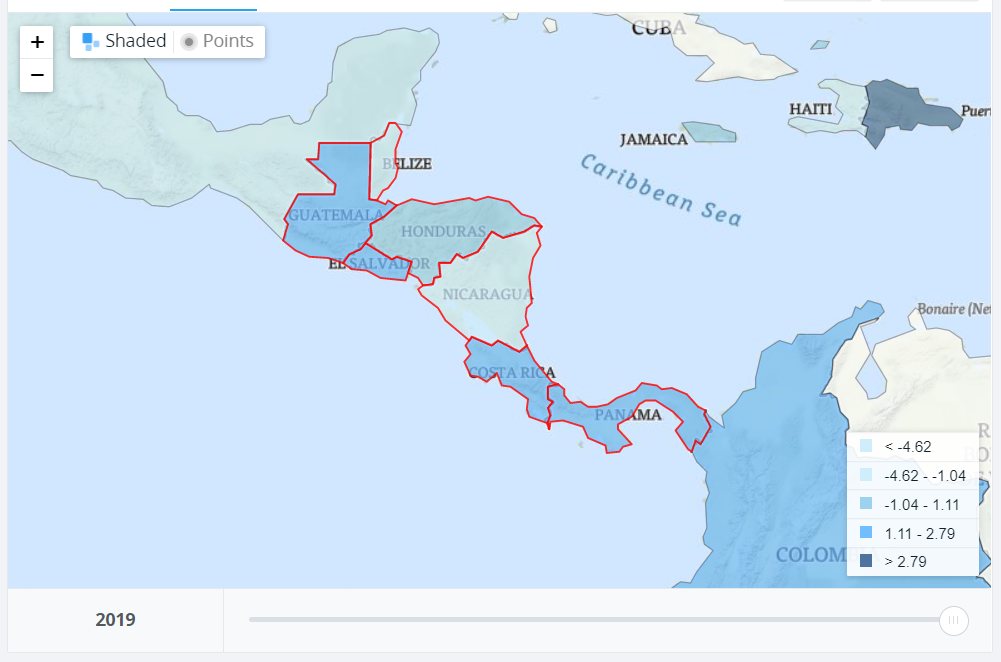 CUBA
+
Shaded
Points
−
HAITI
Puer
JAMAICA
BELIZE
Caribbean Sea
GUATEMALA
HONDURAS
EL SALVADOR
NICARAGUA
Bonaire (Ne
COSTA RICA
PANAMA
< -4.62
-4.62 - -1.04
-1.04 - 1.11
1.11 - 2.79
COLOM
> 2.79
2019